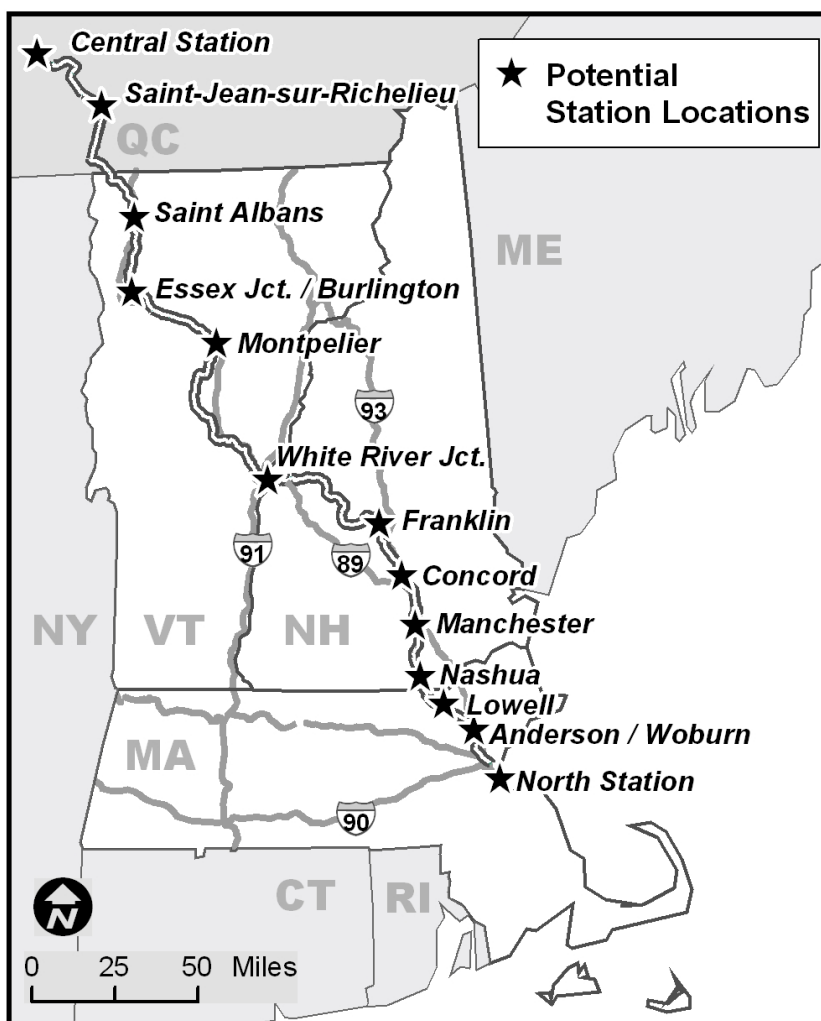 Central Station
Saint-Jean-sur-Richelieu
Potential
Station Locations
QC
Saint Albans
ME
Essex Jct. / Burlington
Montpelier
93
White River Jct.
Franklin
91
89
Concord
NY
VT
NH
Manchester
Nashua
Lowell
Anderson / Woburn
MA
North Station
90
CT
RI
N
0 25 50 Miles